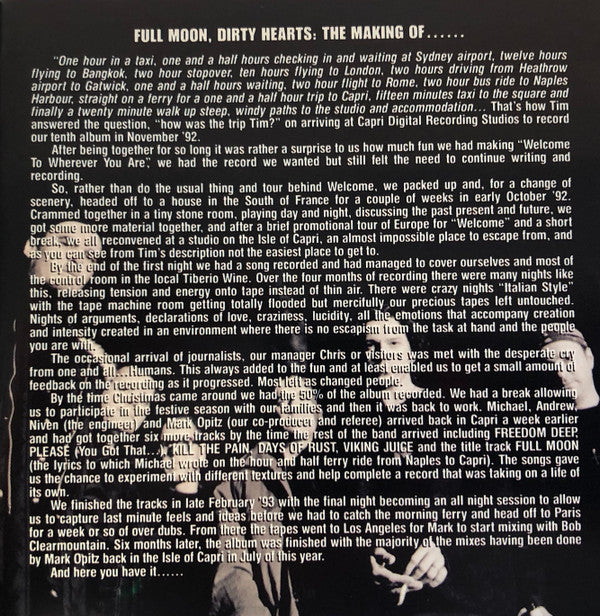 FULL MOON, DIRTY HEARTS: THE MAKING OF......
"One hour in a taxi, one and a half hours checking in and waiting at Sydney airport, twelve hours
flying to Bangkok, two hour stopover, ten hours flying to London, two hours driving from Heathrow
airport to Gatwick, one and a half hours waiting, two hour flight to Rome, two hour bus ride to Naples
Harbour, straight on a ferry for a one and a half hour trip to Capri, fifteen minutes taxi to the square and
finally a twenty minute walk up steep, windy paths to the studio and accommodation... That's how Tim
answered the question, "how was the trip Tim?" on arriving at Capri Digital Recording Studios to record
our tenth album in November '92.
After being together for so long it was rather a surprise to us how much fun we had making "Welcome
To Wherever You Are", we had the record we wanted but still felt the need to continue writing and
recording.
So, rather than do the usual thing and tour behind Welcome, we packed up and, for a change of
scenery, headed off to a house in the South of France for a couple of weeks in early October '92.
Crammed together in a tiny stone room, playing day and night, discussing the past present and future, we
got some more material together, and after a brief promotional tour of Europe for "Welcome" and a short
break, we all reconvened at a studio on the Isle of Capri, an almost impossible place to escape from, and
as you can see from Tim's description not the easiest place to get to.
By the end of the first night we had a song recorded and had managed to cover ourselves and most of
the control room in the local Tiberio Wine. Over the four months of recording there were many nights like
this, releasing tension and energy onto tape instead of thin air. There were crazy nights "Italian Style"
with the tape machine room getting totally flooded but mercifully our precious tapes left untouched.
Nights of arguments, declarations of love, craziness, lucidity, all the emotions that accompany creation
and intensity created in an environment where there is no escapism from the task at hand and the people
you are with.
The occasional arrival of journalists, our manager Chris or visitors was met with the desperate cry
from one and all...Humans. This always added to the fun and at least enabled us to get a small amount of
feedback on the recording as it progressed. Most left as changed people.
By the time Christmas came around we had the 50% of the album recorded. We had a break allowing
us to participate in the festive season with our families and then it was back to work. Michael, Andrew,
Niven (the engineer) and Mark Opitz (our co-producer and referee) arrived back in Capri a week earlier
and had got together six more tracks by the time the rest of the band arrived including FREEDOM DEEP,
PLEASE (You Got That...), KILL THE PAIN, DAYS OF RUST, VIKING JUICE and the title track FULL MOON
(the lyrics to which Michael wrote on the hour and half ferry ride from Naples to Capri). The songs gave
us the chance to experiment with different textures and help complete a record that was taking on a life of
its own.
We finished the tracks in late February '93 with the final night becoming an all night session to allow
us to capture last minute feels and ideas before we had to catch the morning ferry and head off to Paris
for a week or so of over dubs. From there the tapes went to Los Angeles for Mark to start mixing with Bob
Clearmountain. Six months later, the album was finished with the majority of the mixes having been done
by Mark Opitz back in the Isle of Capri in July of this year.
And here you have it......